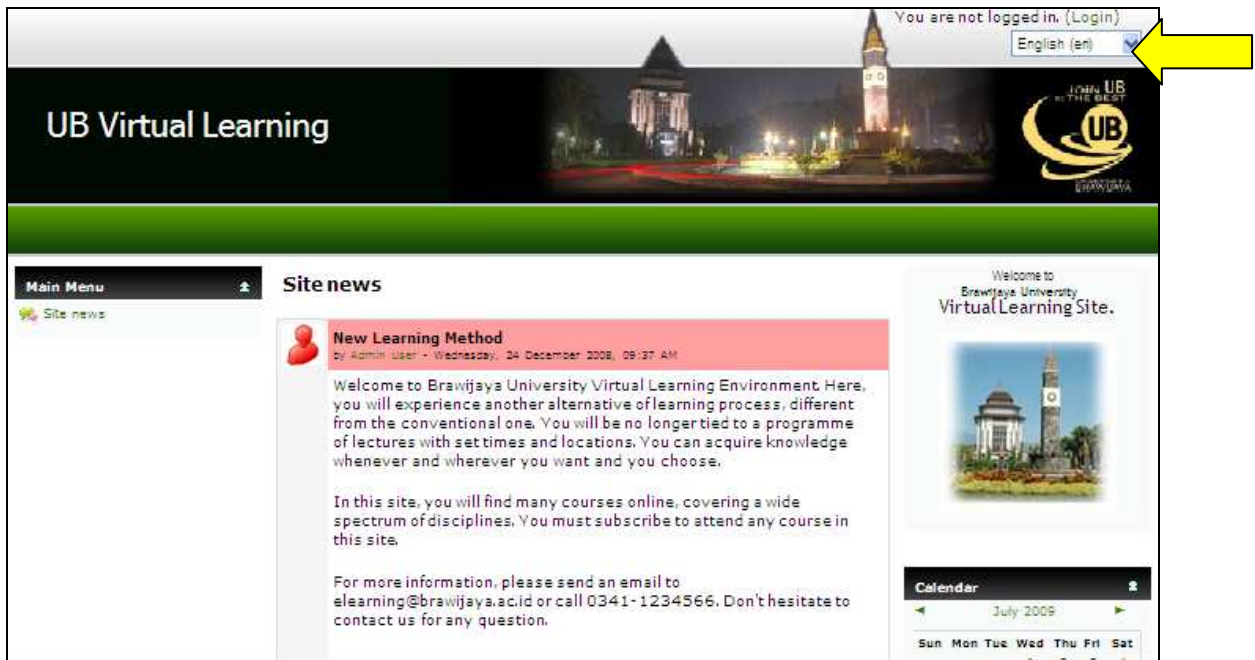 You are not logged in. (Login)
English (en)
UB Virtual Learning
JOIN UB
BE THE BEST
UB
BRAWIJAYA
Main Menu
Site news
Site news
New Learning Method
by Admin User - Wednesday, 24 December 2008, 09:37 AM
Welcome to Brawijaya University Virtual Learning Environment. Here,
you will experience another alternative of learning process, different
from the conventional one. You will be no longer tied to a programme
of lectures with set times and locations. You can acquire knowledge
whenever and wherever you want and you choose.
In this site, you will find many courses online, covering a wide
spectrum of disciplines. You must subscribe to attend any course in
this site.
For more information, please send an email to
elearning@brawijaya.ac.id or call 0341-1234566. Don't hesitate to
contact us for any question.
Welcome to
Brawijaya University
Virtual Learning Site.
Calendar
July 2009
Sun Mon Tue Wed Thu Fri Sat